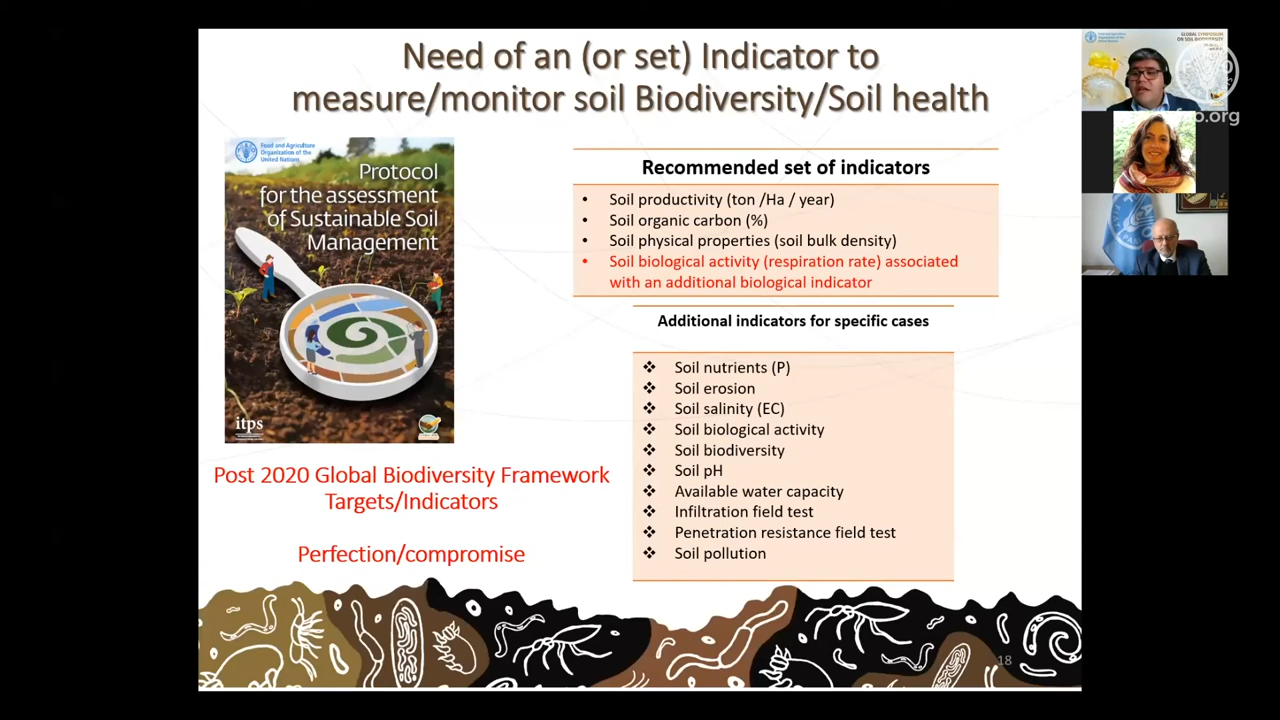 Need of an (or set) Indicator to
measure/monitor soil Biodiversity/Soil health
Food and Agriculture
Organization of the
United Nations
Protocol
for the assessment
of Sustainable Soil
Management
itps
Post 2020 Global Biodiversity Framework
Targets/Indicators
Perfection/compromise
Recommended set of indicators
• Soil productivity (ton /Ha / year)
• Soil organic carbon (%)
• Soil physical properties (soil bulk density)
• Soil biological activity (respiration rate) associated
with an additional biological indicator
Additional indicators for specific cases
❖ Soil nutrients (P)
❖ Soil erosion
❖ Soil salinity (EC)
❖ Soil biological activity
❖ Soil biodiversity
❖ Soil pH
❖ Available water capacity
❖ Infiltration field test
❖ Penetration resistance field test
❖ Soil pollution
18
GLOBAL SYMPOSIUM
ON SOIL BIODIVERSITY
.org